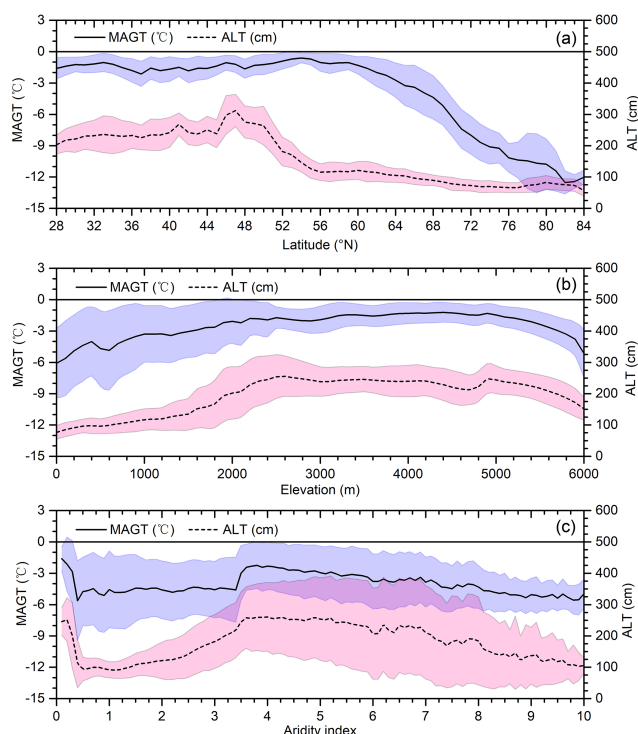 MAGT (℃) ALT (cm) (a)
3 0 -3 -6 -9 -12 -15
MAGT (℃)
600 500 400 300 200 100 0
ALT (cm)
28 32 36 40 44 48 52 56 60 64 68 72 76 80 84
Latitude (°N)
MAGT (℃) ALT (cm) (b)
3 0 -3 -6 -9 -12 -15
MAGT (℃)
600 500 400 300 200 100 0
ALT (cm)
0 1000 2000 3000 4000 5000 6000
Elevation (m)
MAGT (℃) ALT (cm) (c)
3 0 -3 -6 -9 -12 -15
MAGT (℃)
600 500 400 300 200 100 0
ALT (cm)
0 1 2 3 4 5 6 7 8 9 10
Aridity index